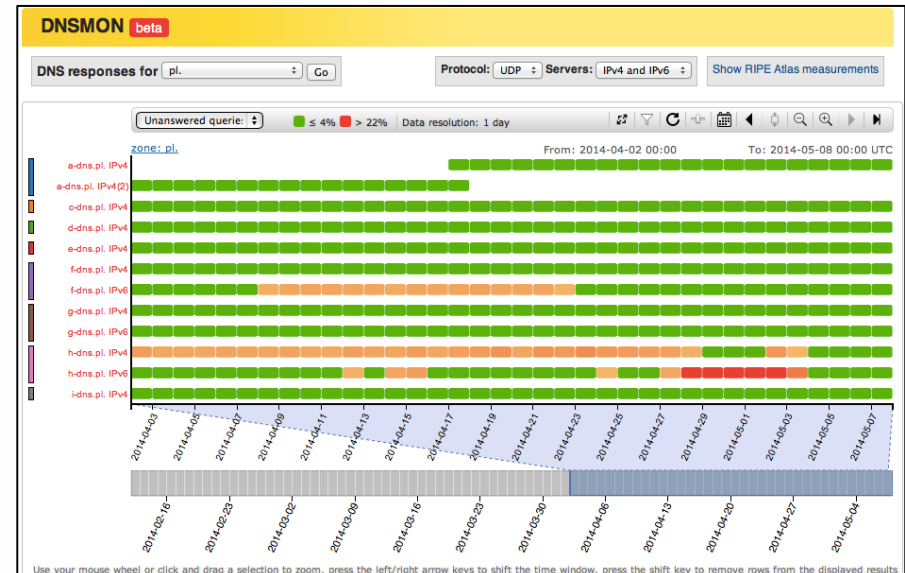 DNSMON beta
DNS responses for pl. Go Protocol: UDP Servers: IPv4 and IPv6 Show RIPE Atlas measurements
Unanswered querie: ≤ 4% > 22% Data resolution: 1 day
zone: pl. From: 2014-04-02 00:00 To: 2014-05-08 00:00 UTC
a-dns.pl. IPv4
a-dns.pl. IPv4(2)
c-dns.pl. IPv4
d-dns.pl. IPv4
e-dns.pl. IPv4
f-dns.pl. IPv4
f-dns.pl. IPv6
g-dns.pl. IPv4
g-dns.pl. IPv6
h-dns.pl. IPv4
h-dns.pl. IPv6
i-dns.pl. IPv4
2014-04-03 2014-04-05 2014-04-07 2014-04-09 2014-04-11 2014-04-13 2014-04-15 2014-04-17 2014-04-19 2014-04-21 2014-04-23 2014-04-25 2014-04-27 2014-04-29 2014-05-01 2014-05-03 2014-05-05 2014-05-07
2014-02-16 2014-02-23 2014-03-02 2014-03-09 2014-03-16 2014-03-23 2014-03-30 2014-04-06 2014-04-13 2014-04-20 2014-04-27 2014-05-04
Use your mouse wheel or click and drag a selection to zoom, press the left/right arrow keys to shift the time window, press the shift key to remove rows from the displayed results